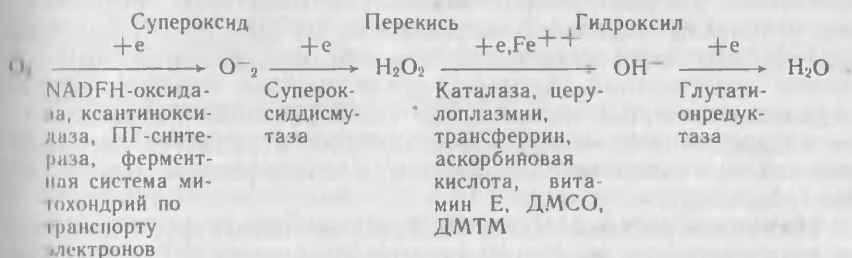 Супероксид Перекись Гидроксил
+e +e +e,Fe++ +e
O₂ → O⁻₂ → H₂O₂ → OH⁻ → H₂O
NADFH-оксида- Суперок- Каталаза, церу- Глутати-
за, ксантинокси- сиддисму- лоплазмин, онредук-
даза, ПГ-синте- таза трансферрин, таза
таза, фермент- аскорбиновая
ная система ми- кислота, вита-
тохондрий по мин E, ДМСО,
транспорту ДМТМ
электронов